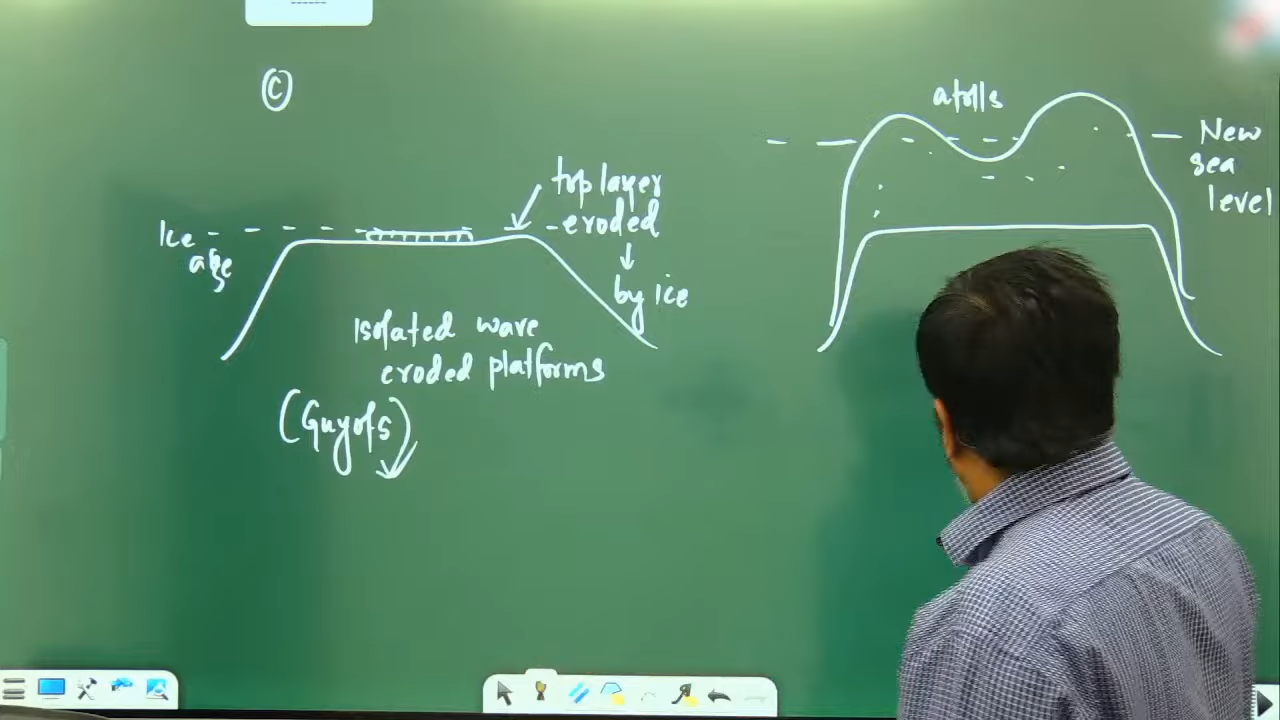 ©
atolls
New
sea
level
top layer
eroded
by ice
Ice
age
Isolated wave
eroded platforms
(Guyots)